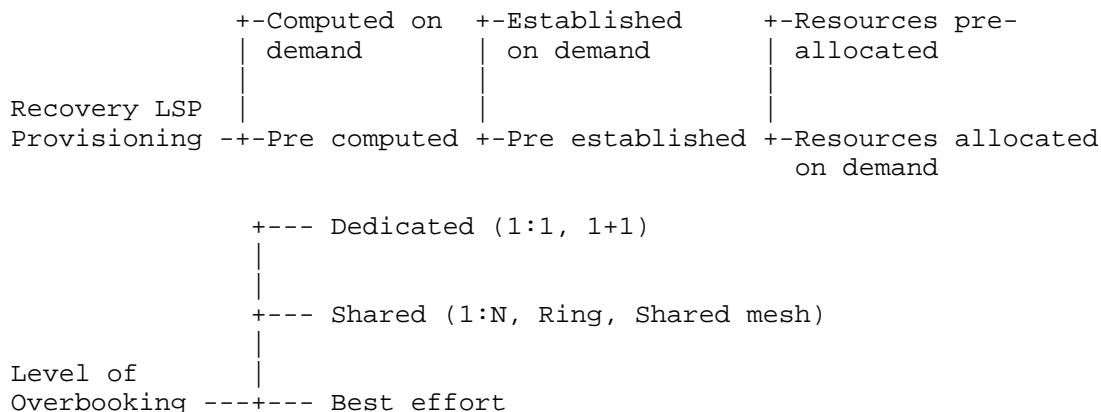 +-Computed on +-Established +-Resources pre-
| demand | on demand | allocated
| | |
Recovery LSP | | |
Provisioning -+-Pre computed +-Pre established +-Resources allocated
on demand
+--- Dedicated (1:1, 1+1)
|
|
+--- Shared (1:N, Ring, Shared mesh)
|
Level of |
Overbooking ---+--- Best effort